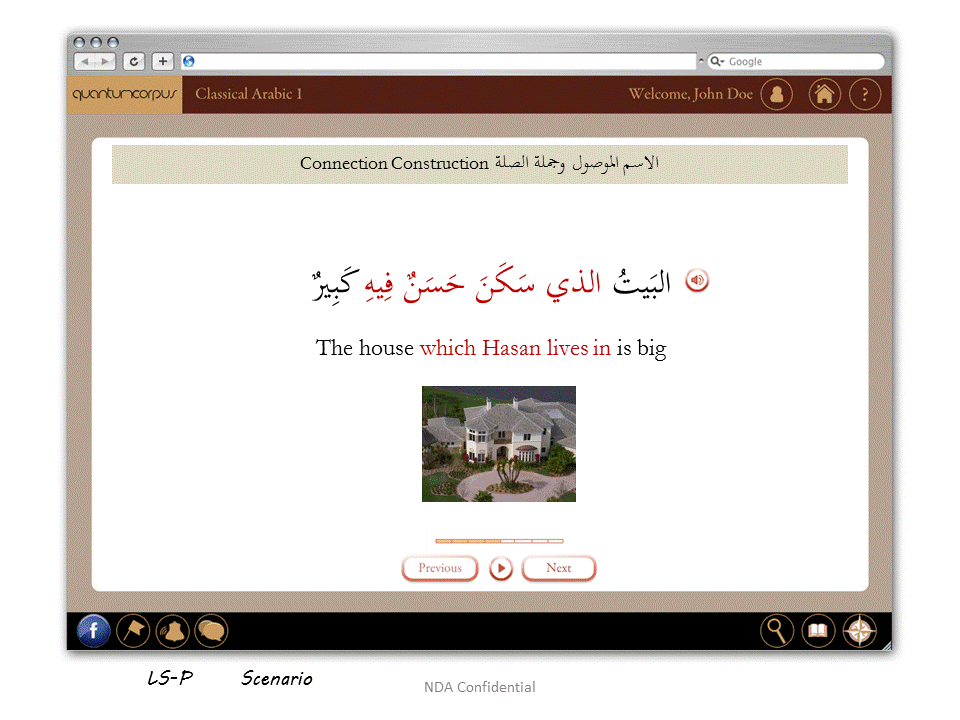 Google
quantumcorpus Classical Arabic 1 Welcome, John Doe ?
Connection Construction الاسم الموصول وجملة الصلة
البَيتُ الذي سَكَنَ حَسَنٌ فِيهِ كَبِيرٌ
The house which Hasan lives in is big
Previous Next
f
LS-P Scenario
NDA Confidential